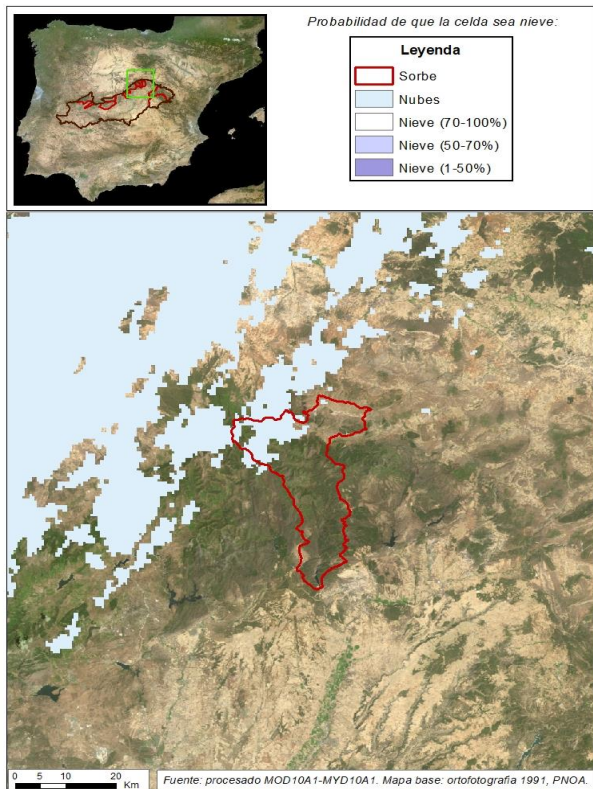 Probabilidad de que la celda sea nieve:
Leyenda
Sorbe
Nubes
Nieve (70-100%)
Nieve (50-70%)
Nieve (1-50%)
0 5 10 20
Km
Fuente: procesado MOD10A1-MYD10A1. Mapa base: ortofotografia 1991, PNOA.